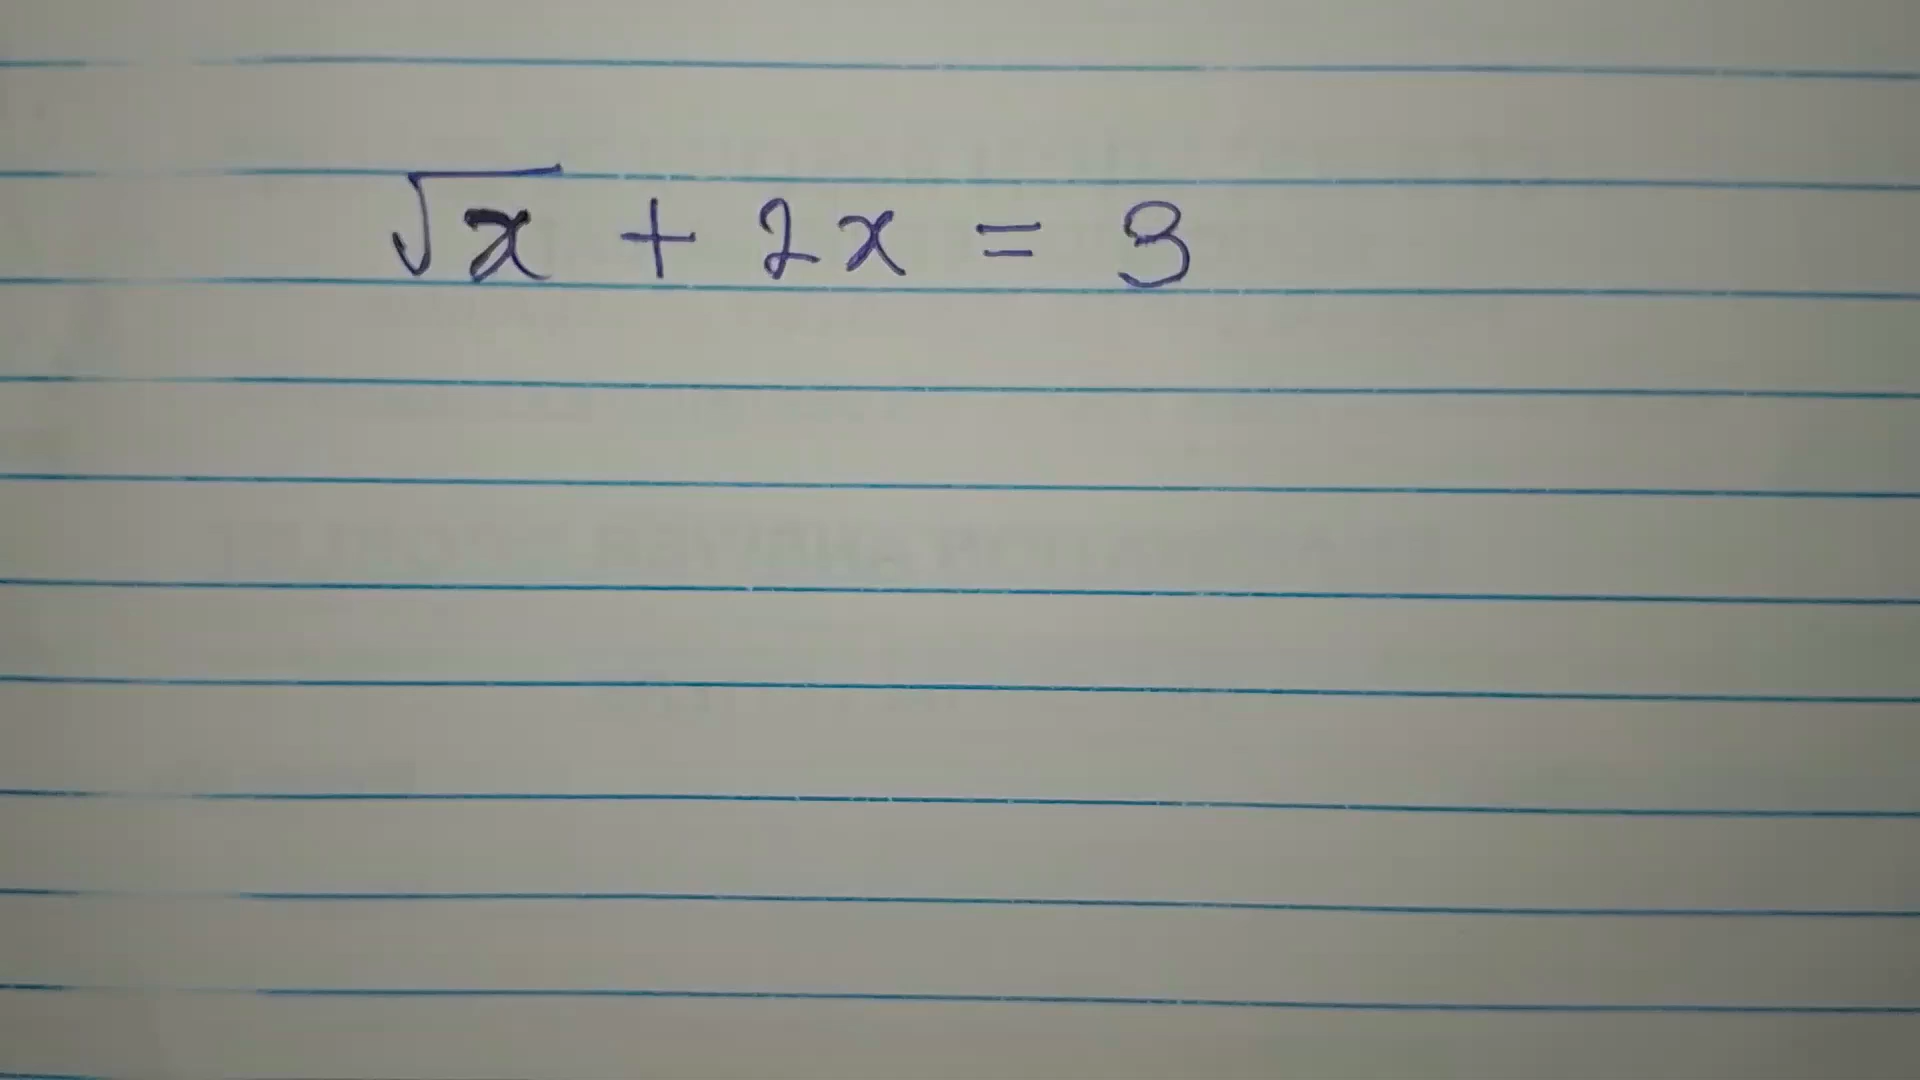 √x + 2x = 3